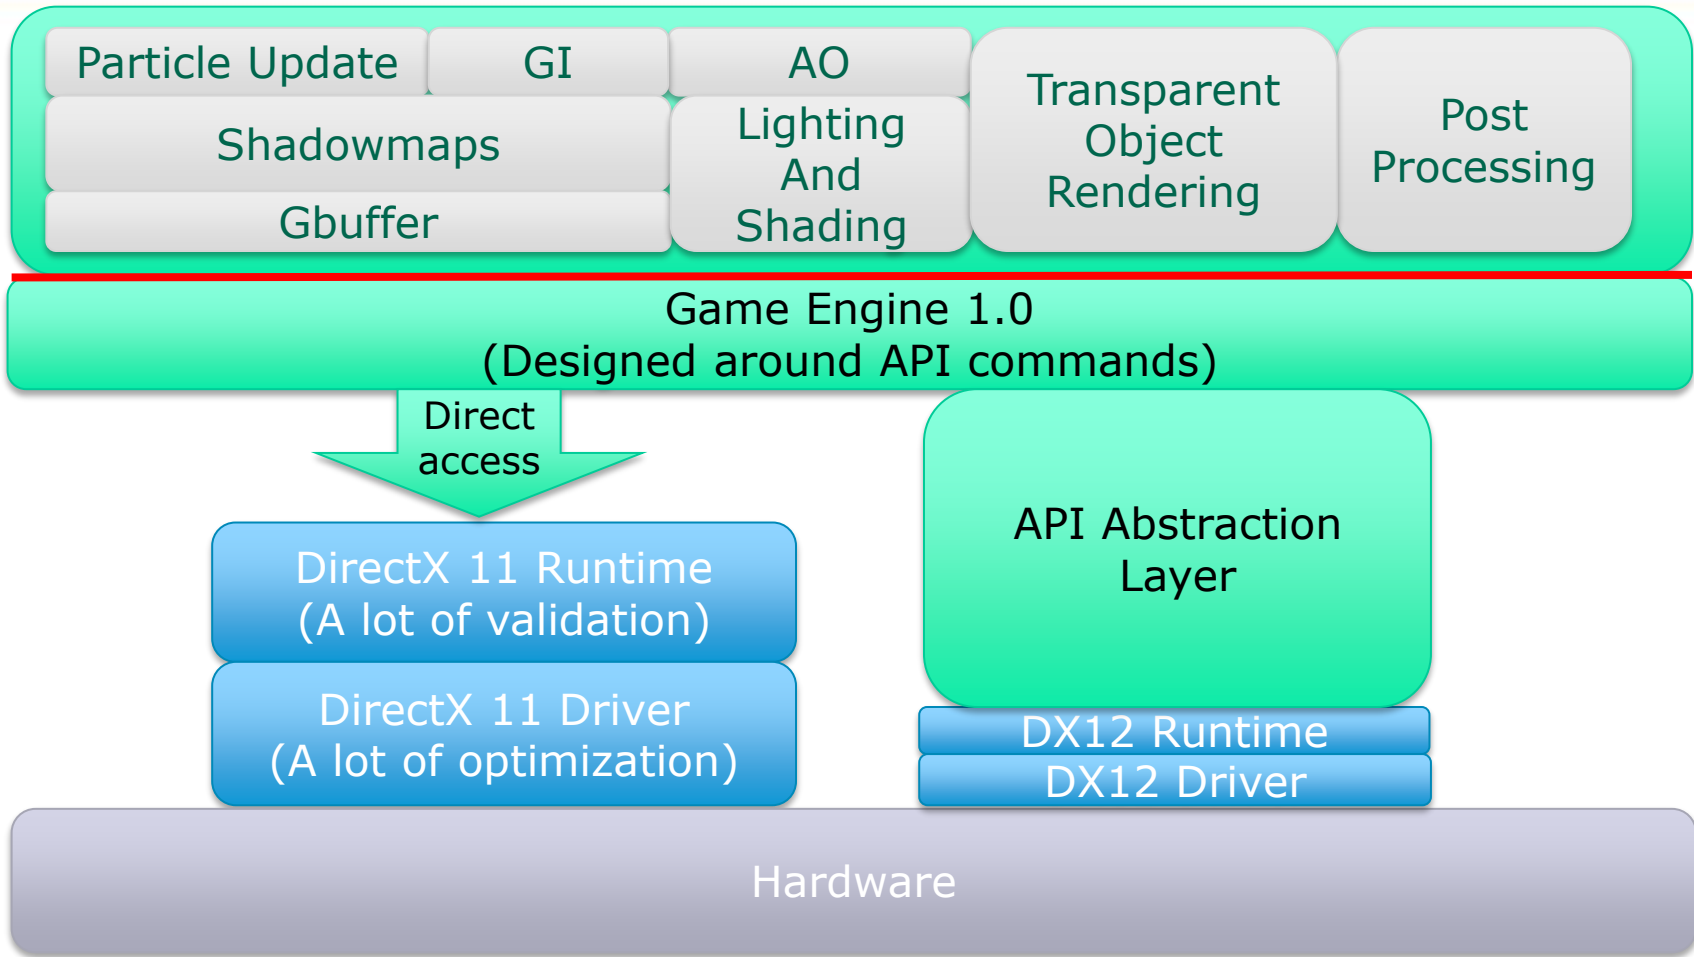 Particle Update
GI
AO
Shadowmaps
Gbuffer
Lighting
And
Shading
Transparent
Object
Rendering
Post
Processing
Game Engine 1.0
(Designed around API commands)
Direct
access
DirectX 11 Runtime
(A lot of validation)
DirectX 11 Driver
(A lot of optimization)
API Abstraction
Layer
DX12 Runtime
DX12 Driver
Hardware